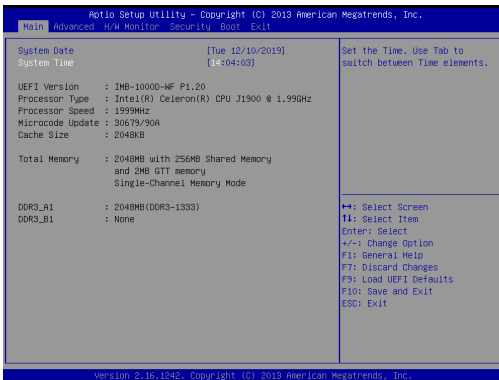 Aptio Setup Utility – Copyright (C) 2013 American Megatrends, Inc.
Main Advanced H/W Monitor Security Boot Exit
System Date [Tue 12/10/2019]
System Time [14:04:03]
UEFI Version : IMB-1000D-WF P1.20
Processor Type : Intel(R) Celeron(R) CPU J1900 @ 1.99GHz
Processor Speed : 1999MHz
Microcode Update : 30679/90A
Cache Size : 2048KB
Total Memory : 2048MB with 256MB Shared Memory
and 2MB GTT memory
Single-Channel Memory Mode
DDR3_A1 : 2048MB(DDR3-1333)
DDR3_B1 : None
Set the Time. Use Tab to
switch between Time elements.
↔: Select Screen
↑↓: Select Item
Enter: Select
+/-: Change Option
F1: General Help
F7: Discard Changes
F9: Load UEFI Defaults
F10: Save and Exit
ESC: Exit
Version 2.16.1242. Copyright (C) 2013 American Megatrends, Inc.